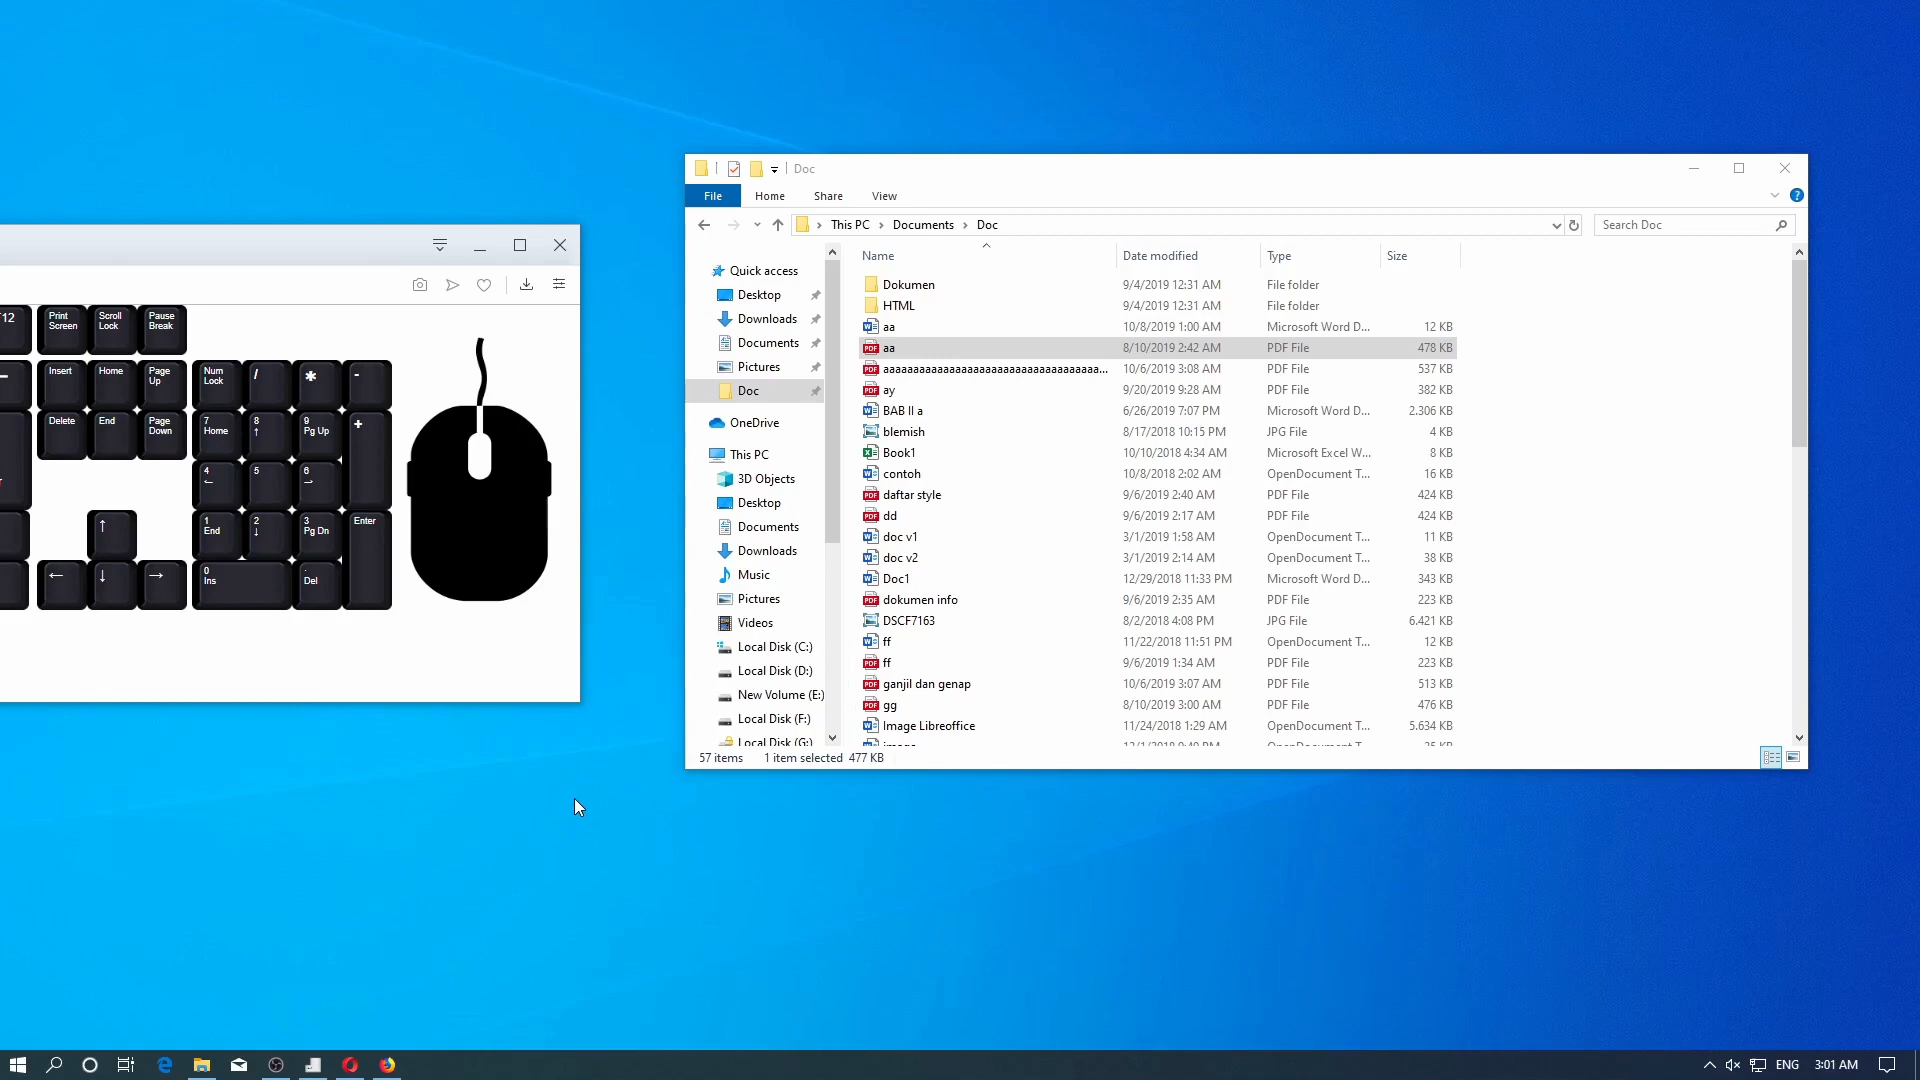 Doc
File Home Share View
This PC Documents Doc
Search Doc
Name Date modified Type Size
Quick access
Desktop
Downloads
Documents
Pictures
Doc
OneDrive
This PC
3D Objects
Desktop
Documents
Downloads
Music
Pictures
Videos
Local Disk (C:)
Local Disk (D:)
New Volume (E:)
Local Disk (F:)
Local Disk (G:)
Dokumen 9/4/2019 12:31 AM File folder
HTML 9/4/2019 12:31 AM File folder
aa 10/8/2019 1:00 AM Microsoft Word D... 12 KB
aa 8/10/2019 2:42 AM PDF File 478 KB
aaaaaaaaaaaaaaaaaaaaaaaaaaaaaaaaaaaa... 10/6/2019 3:08 AM PDF File 537 KB
ay 9/20/2019 9:28 AM PDF File 382 KB
BAB II a 6/26/2019 7:07 PM Microsoft Word D... 2.306 KB
blemish 8/17/2018 10:15 PM JPG File 4 KB
Book1 10/10/2018 4:34 AM Microsoft Excel W... 8 KB
contoh 10/8/2018 2:02 AM OpenDocument T... 16 KB
daftar style 9/6/2019 2:40 AM PDF File 424 KB
dd 9/6/2019 2:17 AM PDF File 424 KB
doc v1 3/1/2019 1:58 AM OpenDocument T... 11 KB
doc v2 3/1/2019 2:14 AM OpenDocument T... 38 KB
Doc1 12/29/2018 11:33 PM Microsoft Word D... 343 KB
dokumen info 9/6/2019 2:35 AM PDF File 223 KB
DSCF7163 8/2/2018 4:08 PM JPG File 6.421 KB
ff 11/22/2018 11:51 PM OpenDocument T... 12 KB
ff 9/6/2019 1:34 AM PDF File 223 KB
ganjil dan genap 10/6/2019 3:07 AM PDF File 513 KB
gg 8/10/2019 3:00 AM PDF File 476 KB
Image Libreoffice 11/24/2018 1:29 AM OpenDocument T... 5.634 KB
57 items 1 item selected 477 KB
12 Print Screen Scroll Lock Pause Break
Insert Home Page Up Num Lock / * -
Delete End Page Down 7 Home 8 ↑ 9 Pg Up +
4 ← 5 6 →
↑ 1 End 2 ↓ 3 Pg Dn Enter
← ↓ → 0 Ins . Del
ENG 3:01 AM